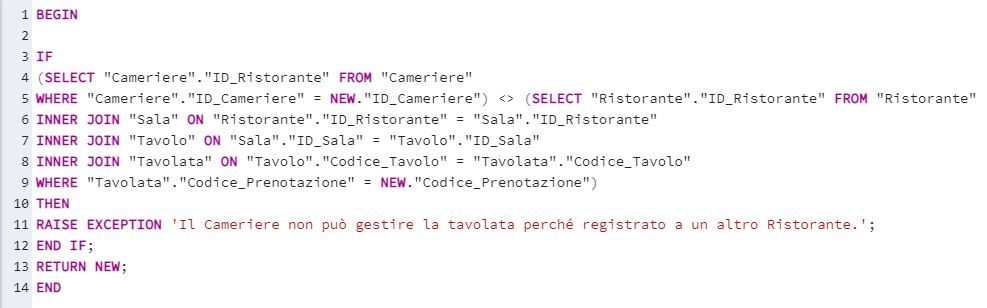 1 BEGIN
2
3 IF
4 (SELECT "Cameriere"."ID_Ristorante" FROM "Cameriere"
5 WHERE "Cameriere"."ID_Cameriere" = NEW."ID_Cameriere") <> (SELECT "Ristorante"."ID_Ristorante" FROM "Ristorante"
6 INNER JOIN "Sala" ON "Ristorante"."ID_Ristorante" = "Sala"."ID_Ristorante"
7 INNER JOIN "Tavolo" ON "Sala"."ID_Sala" = "Tavolo"."ID_Sala"
8 INNER JOIN "Tavolata" ON "Tavolo"."Codice_Tavolo" = "Tavolata"."Codice_Tavolo"
9 WHERE "Tavolata"."Codice_Prenotazione" = NEW."Codice_Prenotazione")
10 THEN
11 RAISE EXCEPTION 'Il Cameriere non può gestire la tavolata perché registrato a un altro Ristorante.';
12 END IF;
13 RETURN NEW;
14 END